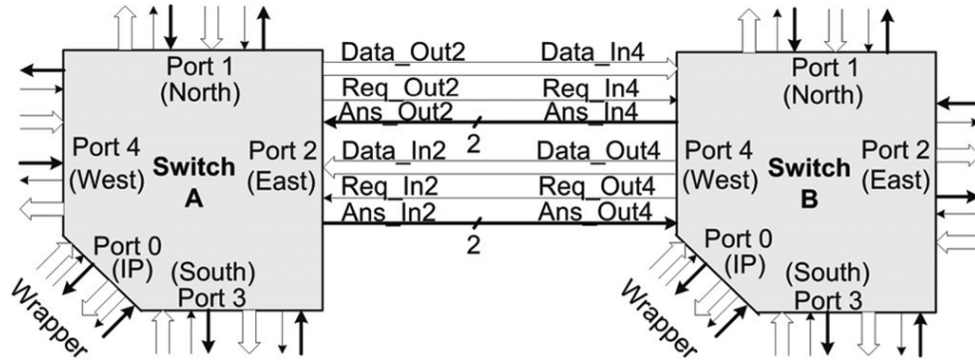 Port 1
(North)
Port 4
(West)
Switch
A
Port 2
(East)
Port 0
(IP)
(South)
Port 3
Wrapper
Data_Out2 Data_In4
Req_Out2 Req_In4
Ans_Out2 Ans_In4
2
Data_In2 Data_Out4
Req_In2 Req_Out4
Ans_In2 Ans_Out4
2
Port 1
(North)
Port 4
(West)
Switch
B
Port 2
(East)
Port 0
(IP)
(South)
Port 3
Wrapper